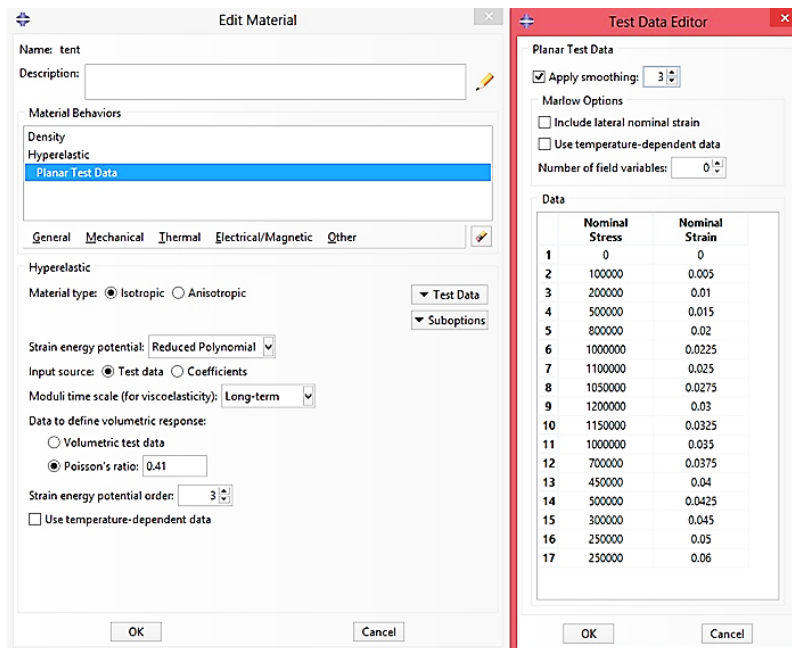 Edit Material
Name: tent
Description:
Material Behaviors
Density
Hyperelastic
Planar Test Data
General Mechanical Thermal Electrical/Magnetic Other
Hyperelastic
Material type: Isotropic Anisotropic
Test Data
Suboptions
Strain energy potential: Reduced Polynomial
Input source: Test data Coefficients
Moduli time scale (for viscoelasticity): Long-term
Data to define volumetric response:
Volumetric test data
Poisson's ratio: 0.41
Strain energy potential order: 3
Use temperature-dependent data
OK Cancel
Test Data Editor
Planar Test Data
Apply smoothing: 3
Marlow Options
Include lateral nominal strain
Use temperature-dependent data
Number of field variables: 0
Data
Nominal Stress Nominal Strain
1 0 0
2 100000 0.005
3 200000 0.01
4 500000 0.015
5 800000 0.02
6 1000000 0.0225
7 1100000 0.025
8 1050000 0.0275
9 1200000 0.03
10 1150000 0.0325
11 1000000 0.035
12 700000 0.0375
13 450000 0.04
14 500000 0.0425
15 300000 0.045
16 250000 0.05
17 250000 0.06
OK Cancel